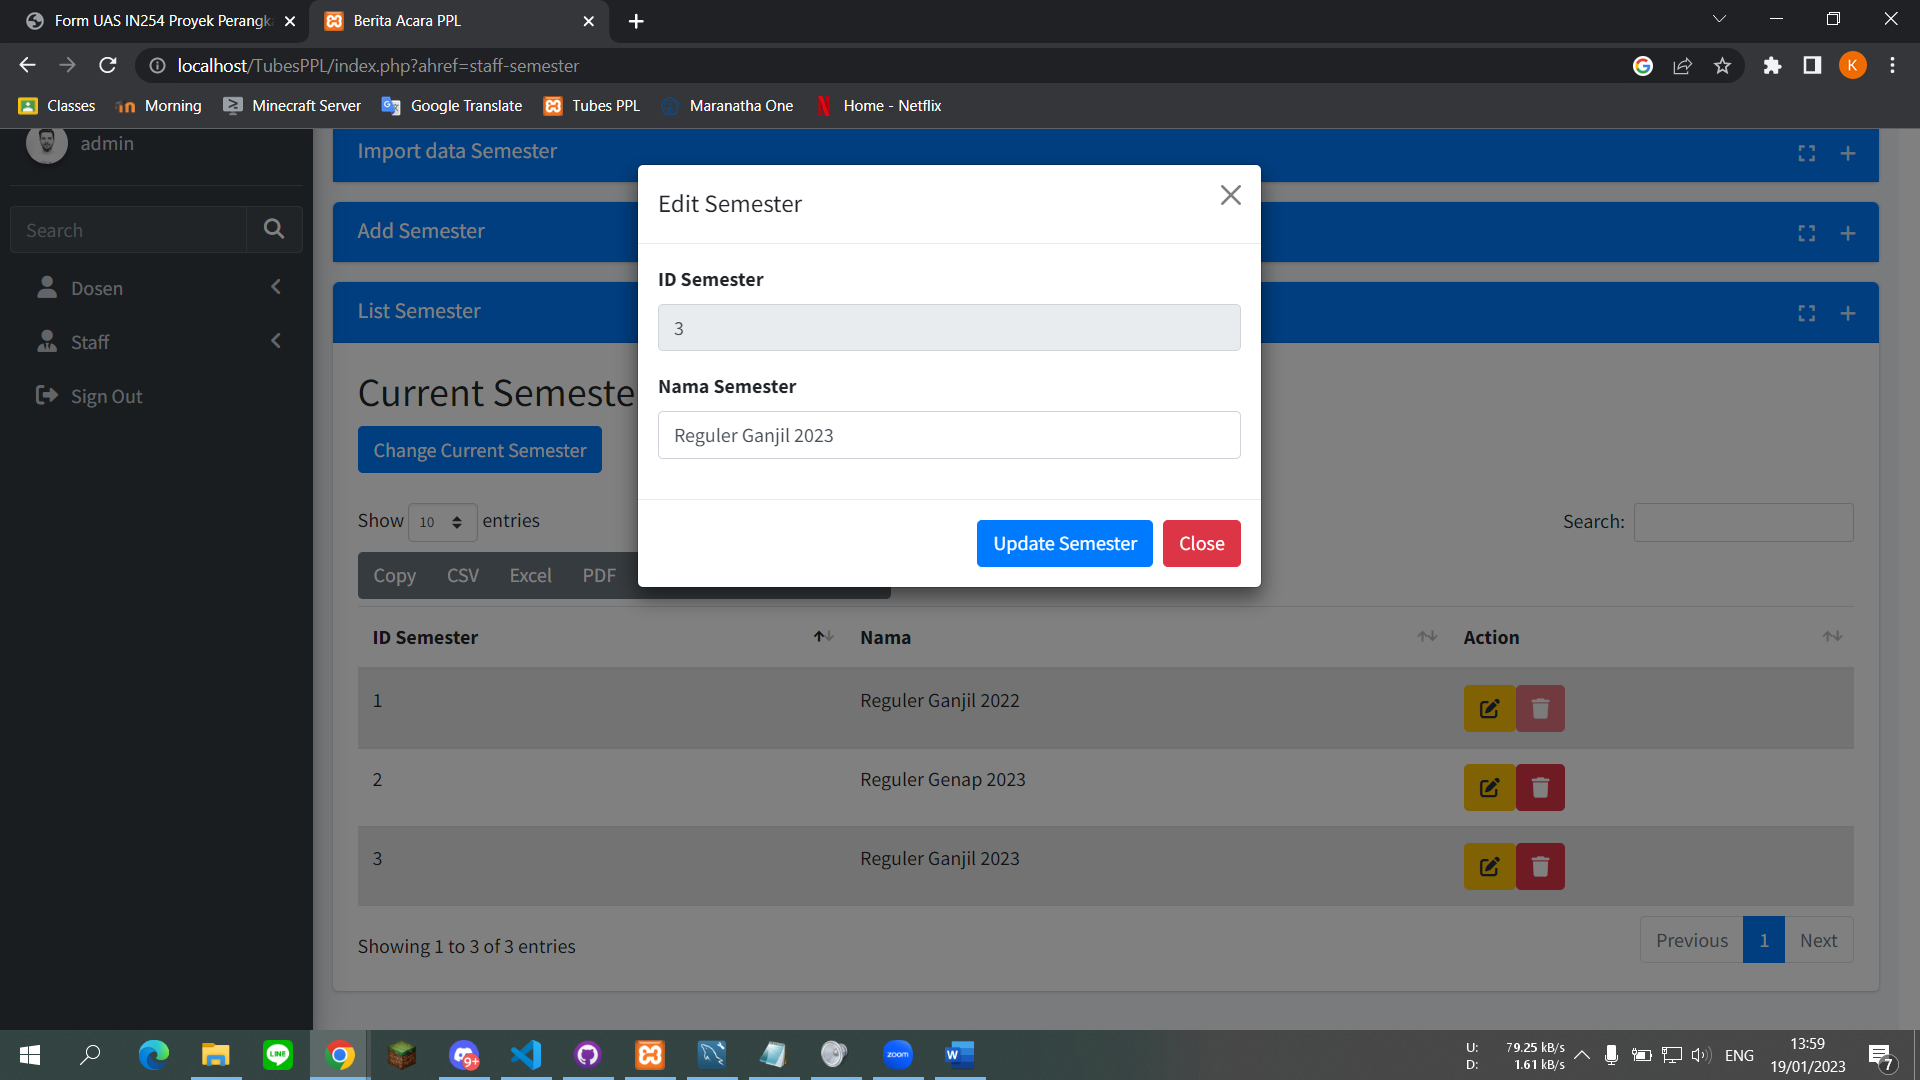 Form UAS IN254 Proyek Perangk
Berita Acara PPL
localhost/TubesPPL/index.php?ahref=staff-semester
K
Classes
Morning
Minecraft Server
Google Translate
Tubes PPL
Maranatha One
Home - Netflix
admin
Search
Dosen
Staff
Sign Out
Import data Semester
Add Semester
List Semester
Current Semeste
Change Current Semester
Show 10 entries
Search:
Copy CSV Excel PDF
Edit Semester
ID Semester
3
Nama Semester
Reguler Ganjil 2023
Update Semester Close
ID Semester Nama Action
1 Reguler Ganjil 2022
2 Reguler Genap 2023
3 Reguler Ganjil 2023
Showing 1 to 3 of 3 entries
Previous 1 Next
LINE
9+
zoom
U: 79.25 kB/s
D: 1.61 kB/s
ENG
13:59
19/01/2023
7